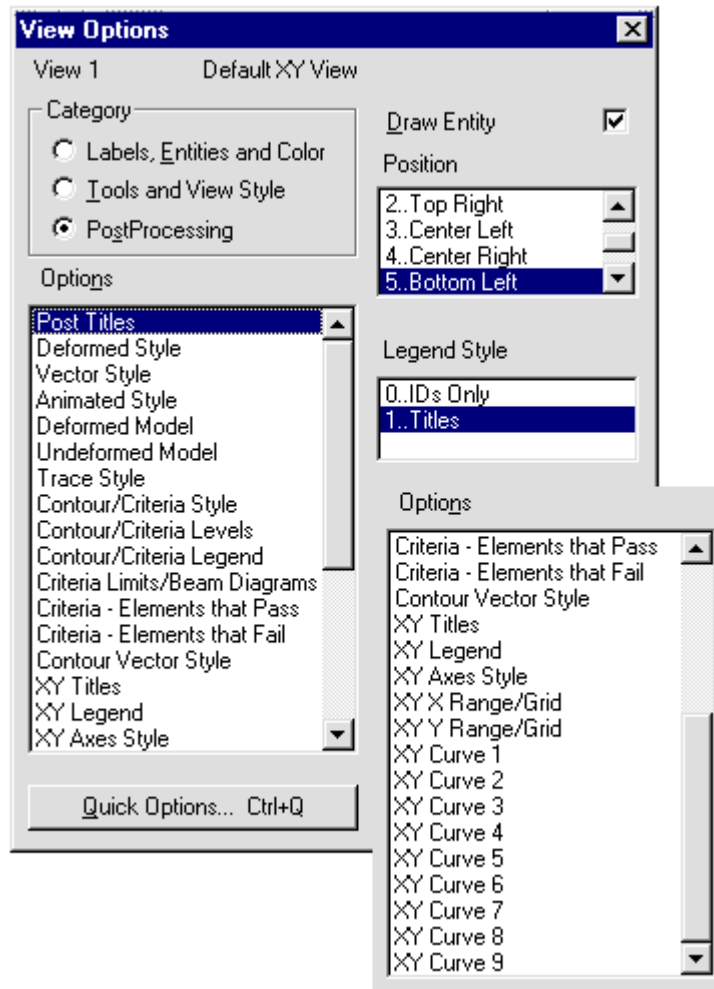 View Options
View 1 Default XY View
Category
Labels, Entities and Color
Tools and View Style
PostProcessing
Options
Post Titles
Deformed Style
Vector Style
Animated Style
Deformed Model
Undeformed Model
Trace Style
Contour/Criteria Style
Contour/Criteria Levels
Contour/Criteria Legend
Criteria Limits/Beam Diagrams
Criteria - Elements that Pass
Criteria - Elements that Fail
Contour Vector Style
XY Titles
XY Legend
XY Axes Style
Quick Options... Ctrl+Q
Draw Entity
Position
2..Top Right
3..Center Left
4..Center Right
5..Bottom Left
Legend Style
0..IDs Only
1..Titles
Options
Criteria - Elements that Pass
Criteria - Elements that Fail
Contour Vector Style
XY Titles
XY Legend
XY Axes Style
XY X Range/Grid
XY Y Range/Grid
XY Curve 1
XY Curve 2
XY Curve 3
XY Curve 4
XY Curve 5
XY Curve 6
XY Curve 7
XY Curve 8
XY Curve 9